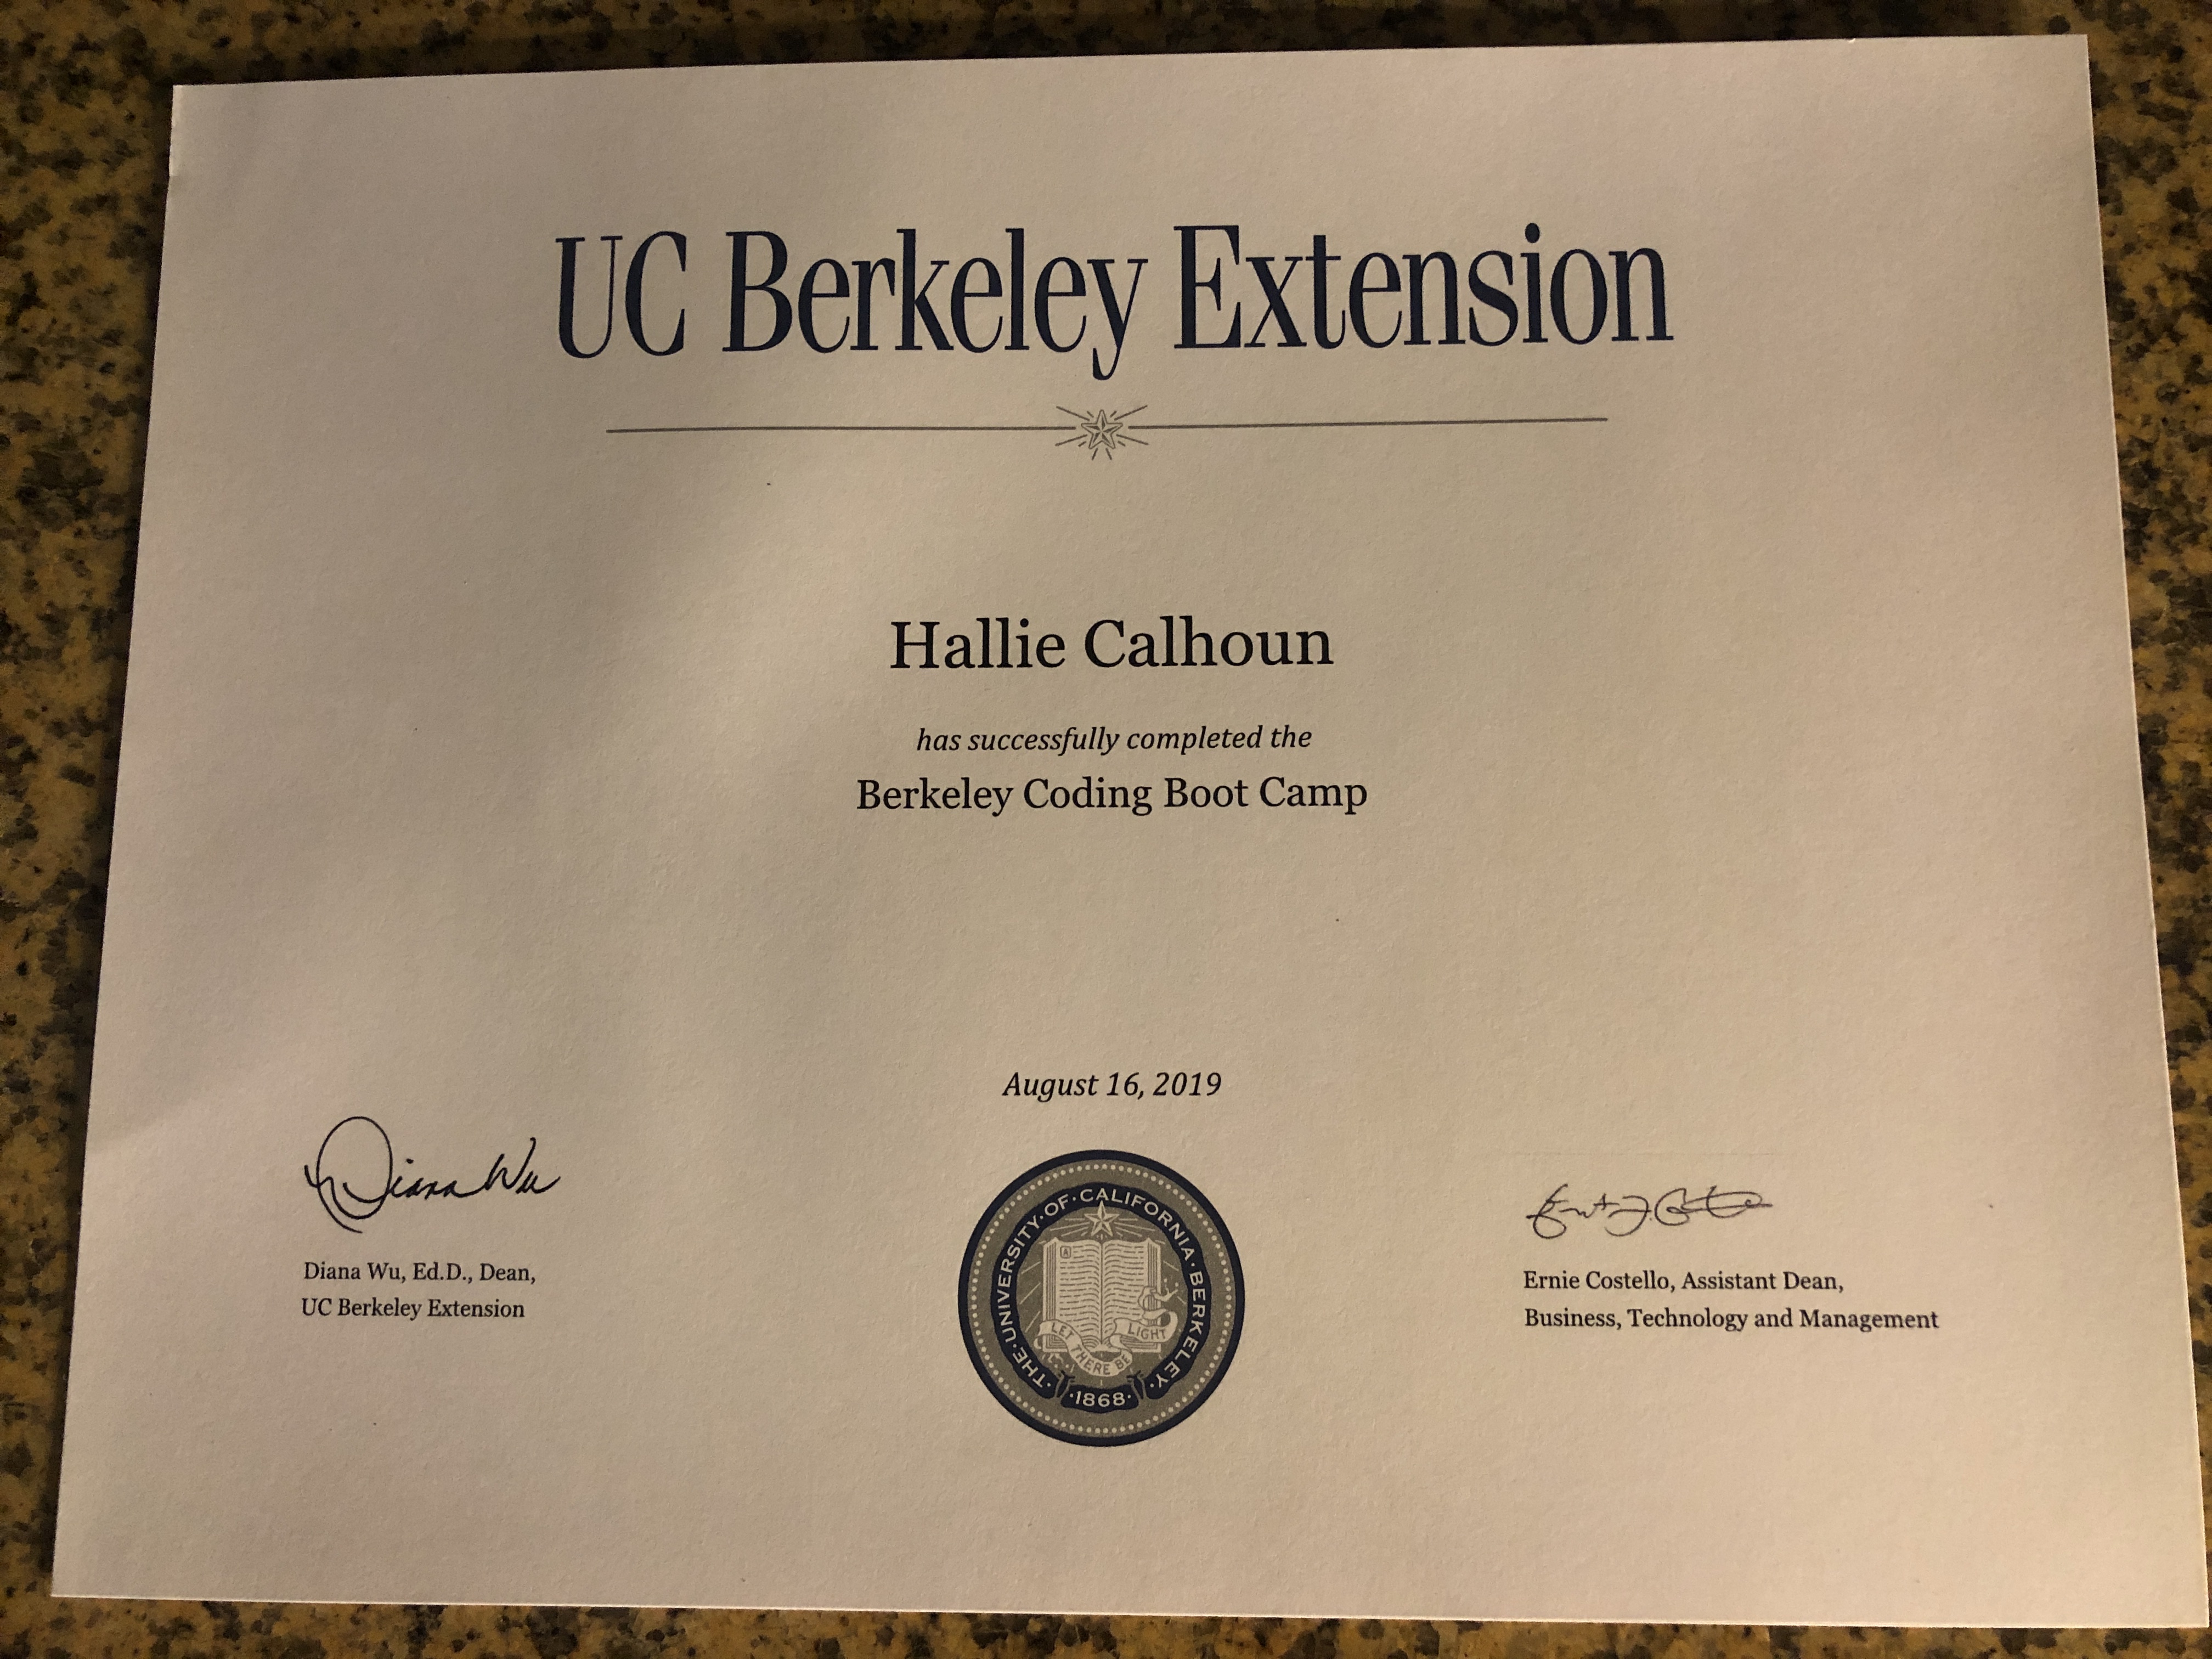 UC Berkeley Extension
Hallie Calhoun
has successfully completed the
Berkeley Coding Boot Camp
August 16, 2019
Diana Wu
Diana Wu, Ed.D., Dean,
UC Berkeley Extension
THE · UNIVERSITY · OF · CALIFORNIA · BERKELEY ·
A
LET THERE BE LIGHT
· 1868 ·
Ernie Costello, Assistant Dean,
Business, Technology and Management